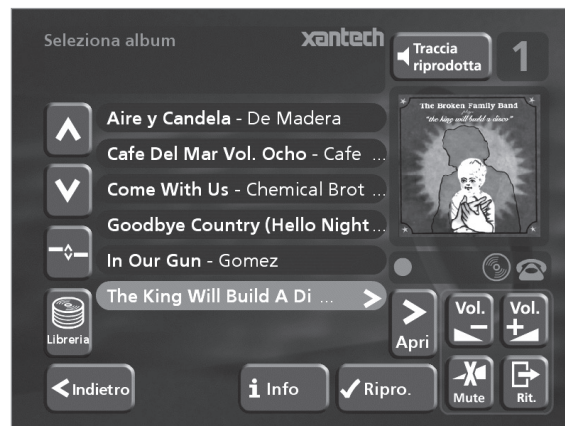 Seleziona album
xantech
Traccia
riprodotta
1
Aire y Candela - De Madera
Cafe Del Mar Vol. Ocho - Cafe ...
Come With Us - Chemical Brot ...
Goodbye Country (Hello Night ...
In Our Gun - Gomez
The King Will Build A Di ...
The Broken Family Band
"the king will build a disco"
Libreria
Apri
Vol.
Vol.
Indietro
i Info
Ripro.
Mute
Rit.